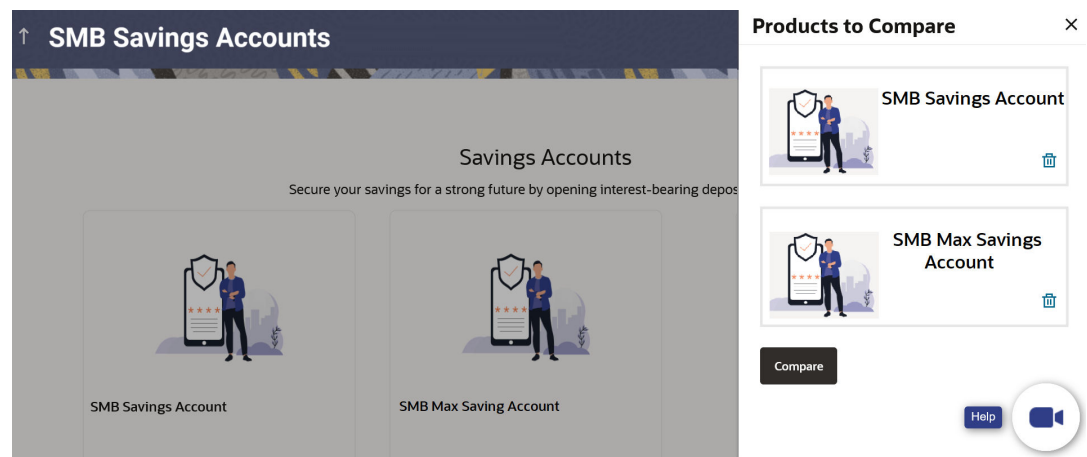 SMB Savings Accounts
Savings Accounts
Secure your savings for a strong future by opening interest-bearing
SMB Savings Account
SMB Max Saving Account
Products to Compare
SMB Savings Account
SMB Max Savings
Account
Compare
Help